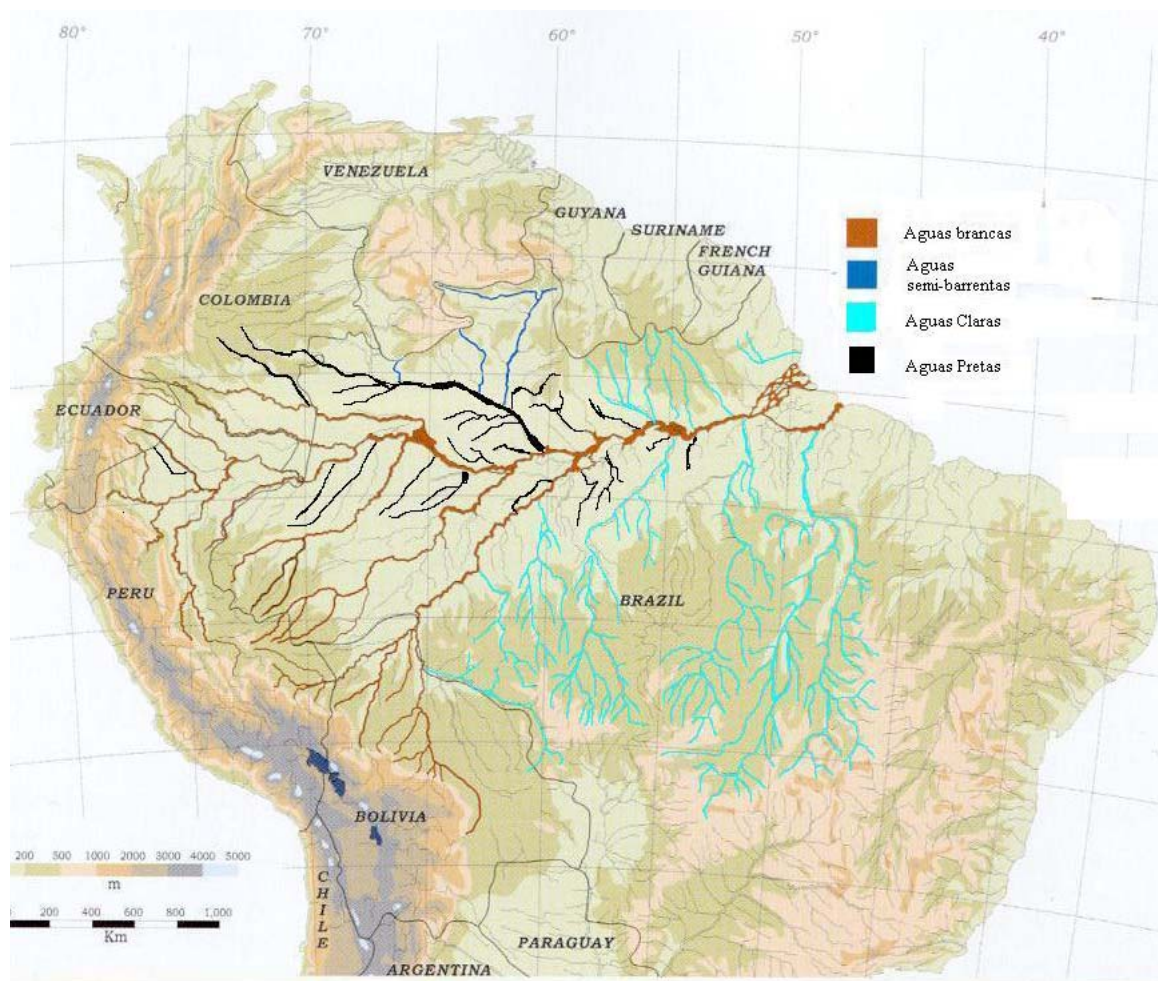 80°
70°
60°
50°
40°
VENEZUELA
GUYANA
SURINAME
FRENCH
GUIANA
COLOMBIA
ECUADOR
PERU
BRAZIL
BOLIVIA
CHILE
PARAGUAY
ARGENTINA
Aguas brancas
Aguas
semi-barrentas
Aguas Claras
Aguas Pretas
200 500 1000 2000 3000 4000 5000
m
200 400 600 800 1,000
Km